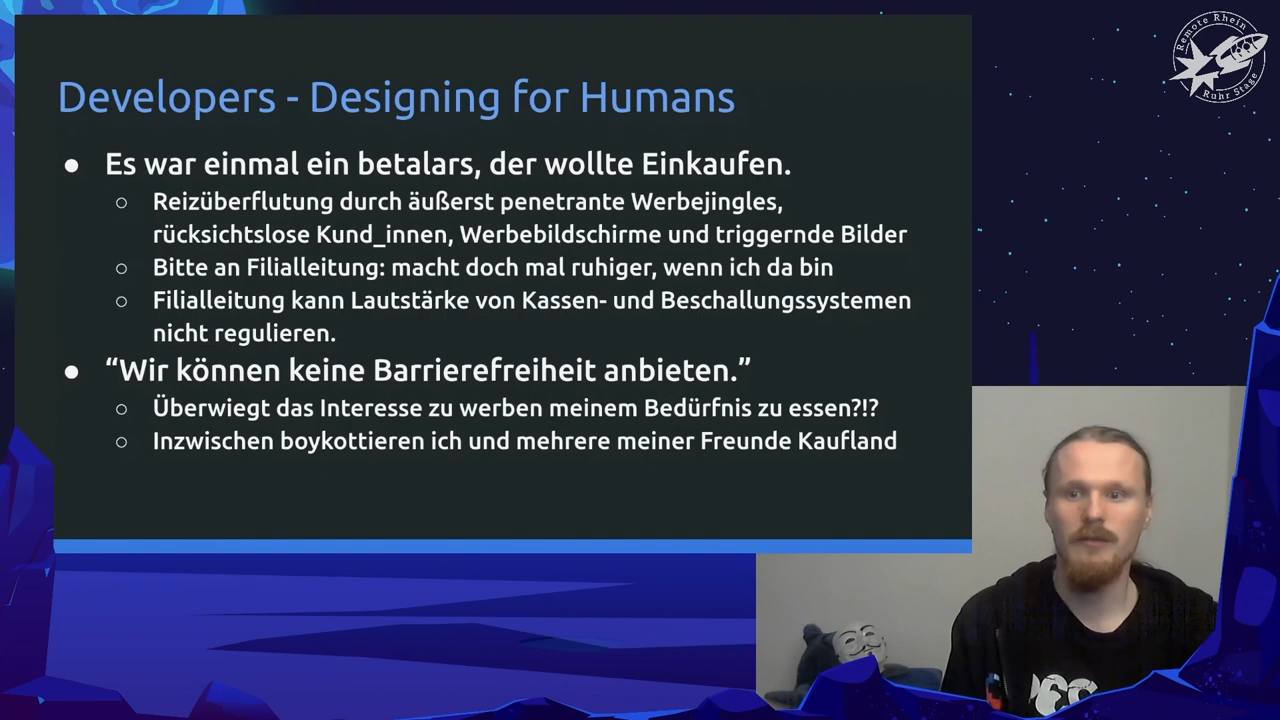 Developers - Designing for Humans
● Es war einmal ein betalars, der wollte Einkaufen.
○ Reizüberflutung durch äußerst penetrante Werbejingles,
rücksichtslose Kund_innen, Werbebildschirme und triggernde Bilder
○ Bitte an Filialleitung: macht doch mal ruhiger, wenn ich da bin
○ Filialleitung kann Lautstärke von Kassen- und Beschallungssystemen
nicht regulieren.
● “Wir können keine Barrierefreiheit anbieten.”
○ Überwiegt das Interesse zu werben meinem Bedürfnis zu essen?!?
○ Inzwischen boykottieren ich und mehrere meiner Freunde Kaufland
Remote Rhein
Ruhr Stage